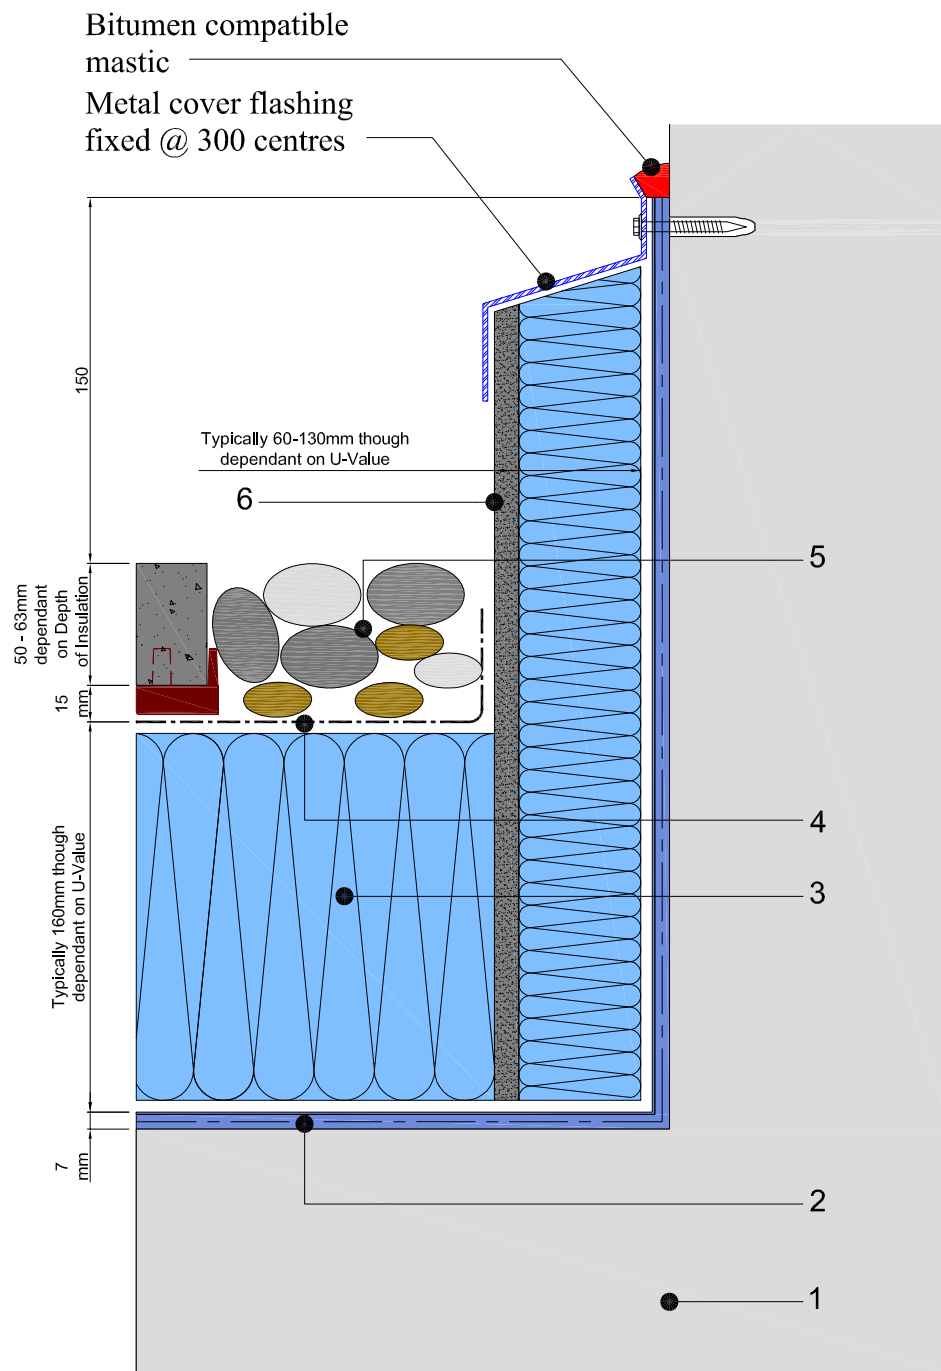 Bitumen compatible
mastic
Metal cover flashing
fixed @ 300 centres
150
Typically 60-130mm though
dependant on U-Value
6
5
50 - 63mm
dependant
on Depth
of Insulation
15
mm
4
3
Typically 160mm though
dependant on U-Value
7
mm
2
1